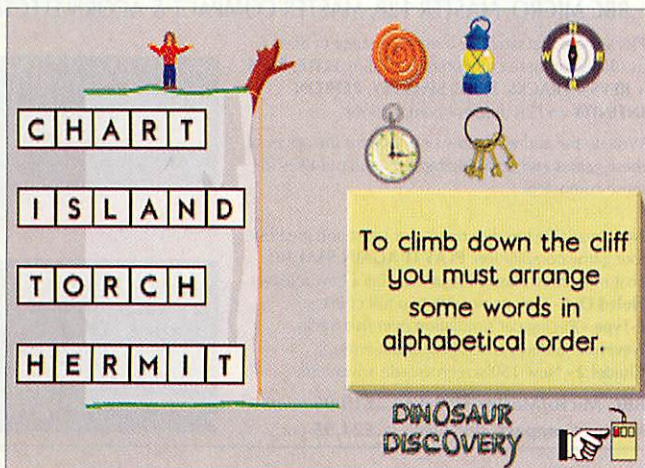 CHART
ISLAND
TORCH
HERMIT
To climb down the cliff
you must arrange
some words in
alphabetical order.
DINOSAUR
DISCOVERY